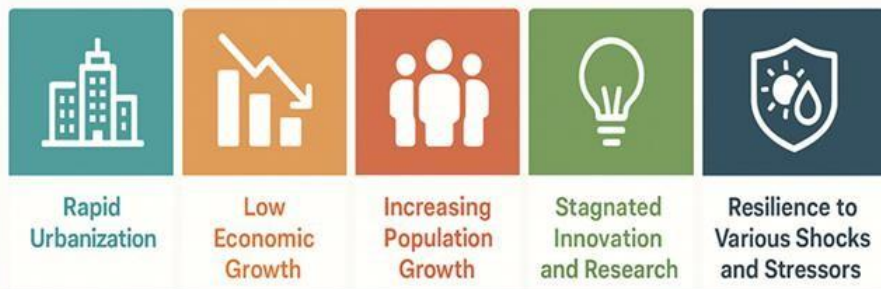 Rapid
Urbanization
Low
Economic
Growth
Increasing
Population
Growth
Stagnated
Innovation
and Research
Resilience to
Various Shocks
and Stressors